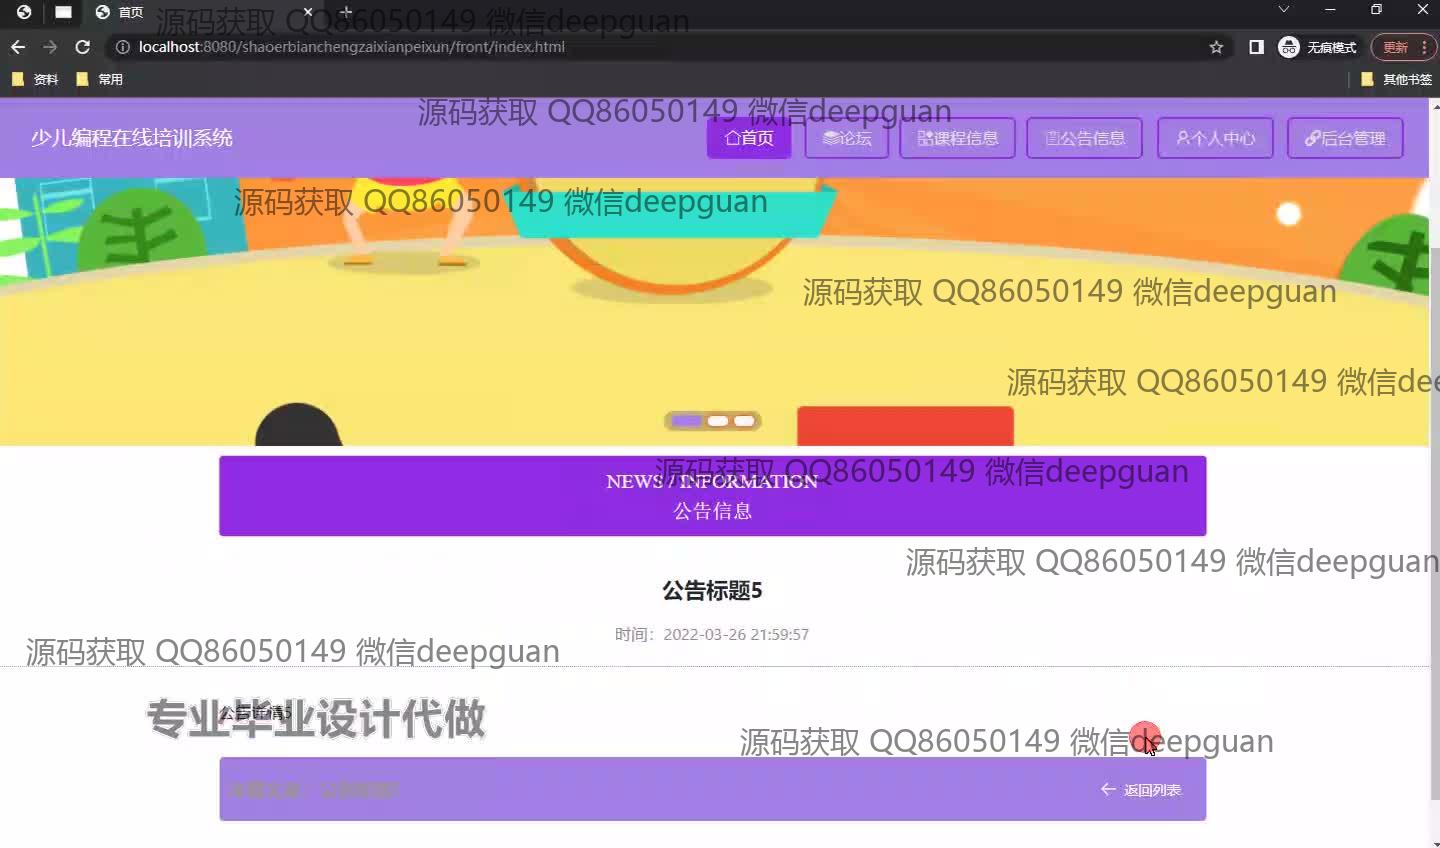 首页
源码获取 QQ86050149 微信deepguan
localhost:8080/shaoerbianchengzaixianpeixun/front/index.html
无痕模式
更新
资料
常用
其他书签
源码获取 QQ86050149 微信deepguan
少儿编程在线培训系统
首页
论坛
课程信息
公告信息
个人中心
后台管理
源码获取 QQ86050149 微信deepguan
源码获取 QQ86050149 微信deepguan
源码获取 QQ86050149 微信dee
源码获取 QQ86050149 微信deepguan
NEWS / INFORMATION
公告信息
源码获取 QQ86050149 微信deepguan
公告标题5
时间：2022-03-26 21:59:57
源码获取 QQ86050149 微信deepguan
公告详情5
专业毕业设计代做
源码获取 QQ86050149 微信deepguan
返回列表